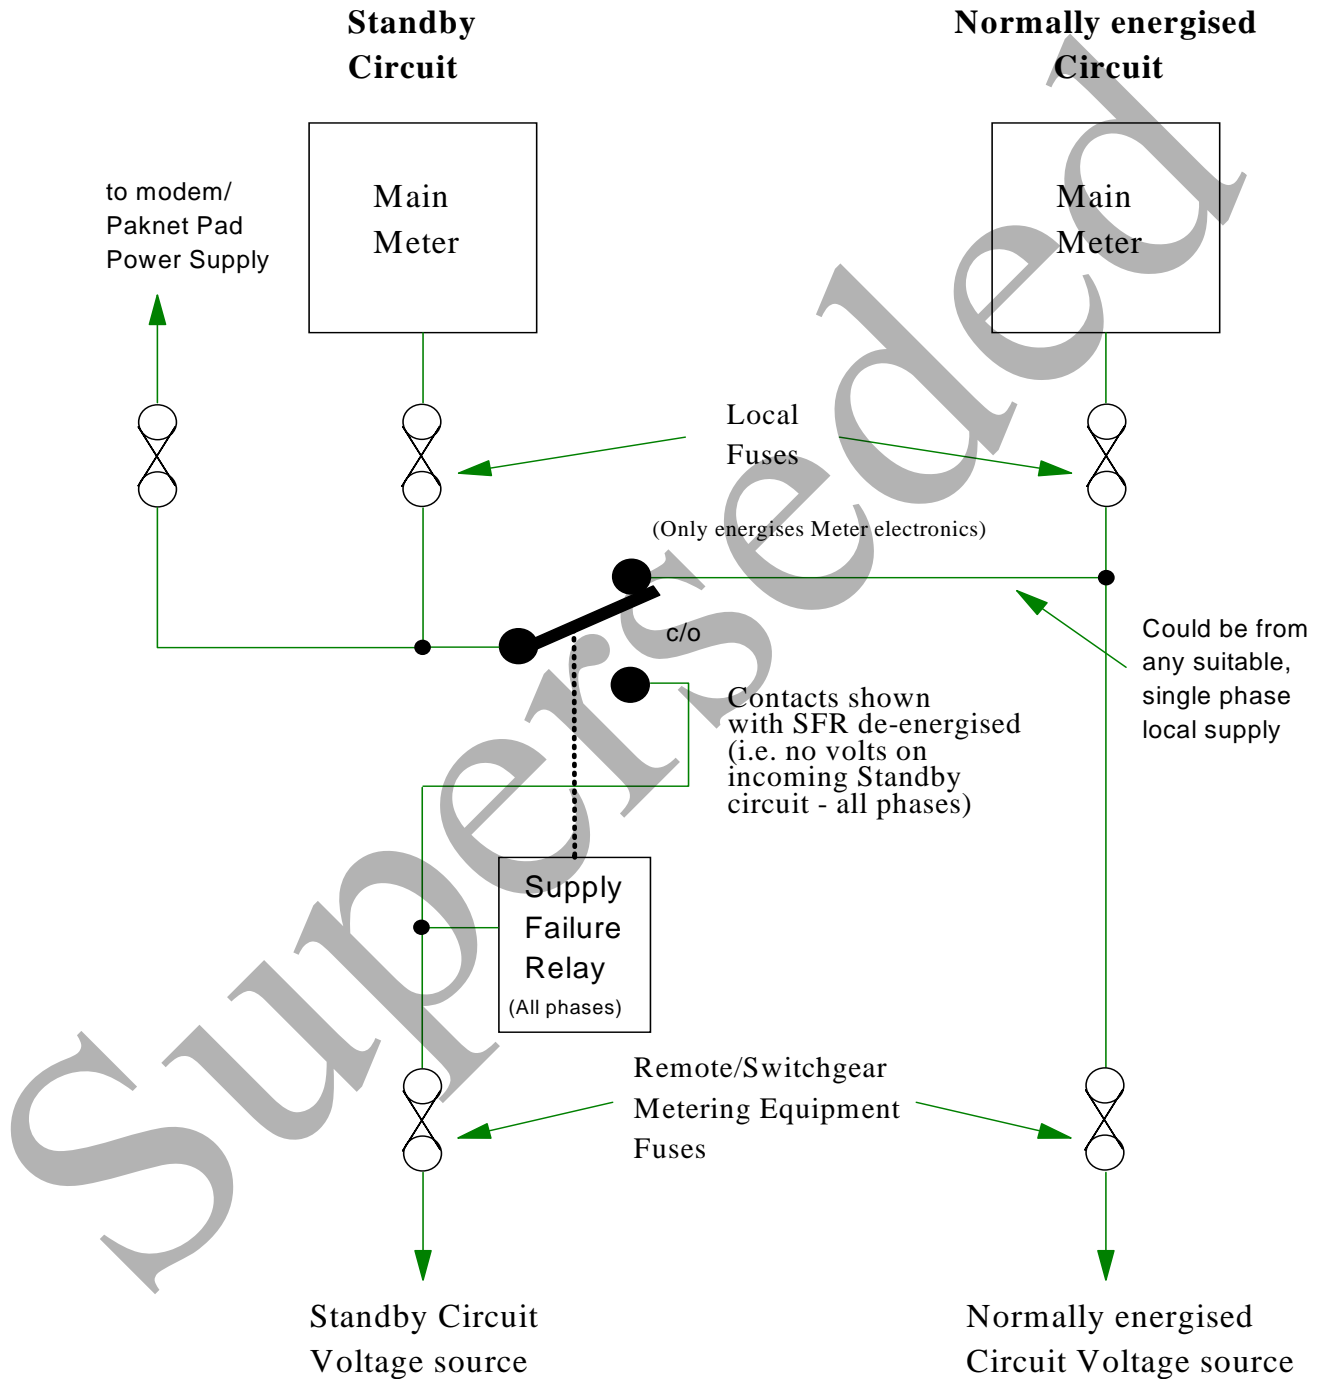 Standby
Circuit
Normally energised
Circuit
to modem/
Paknet Pad
Power Supply
Main
Meter
Main
Meter
Local
Fuses
(Only energises Meter electronics)
c/o
Could be from
any suitable,
single phase
local supply
Contacts shown
with SFR de-energised
(i.e. no volts on
incoming Standby
circuit - all phases)
Supply
Failure
Relay
(All phases)
Remote/Switchgear
Metering Equipment
Fuses
Standby Circuit
Voltage source
Normally energised
Circuit Voltage source
Superseded